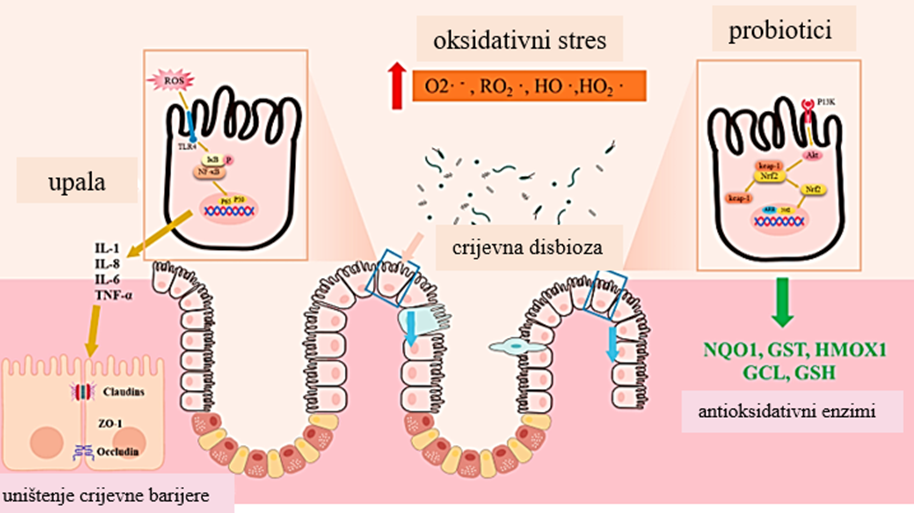 oksidativni stres
probiotici
O2· ⁻ , RO₂ ·, HO ·,HO₂ ·
ROS
TLR4
IκB P
NF-κB
P65 P50
upala
IL-1
IL-8
IL-6
TNF-α
Claudins
ZO-1
Occludin
uništenje crijevne barijere
crijevna disbioza
PI3K
Akt
keap-1
Nrf2
keap-1
Nrf2
NQO1, GST, HMOX1
GCL, GSH
antioksidativni enzimi